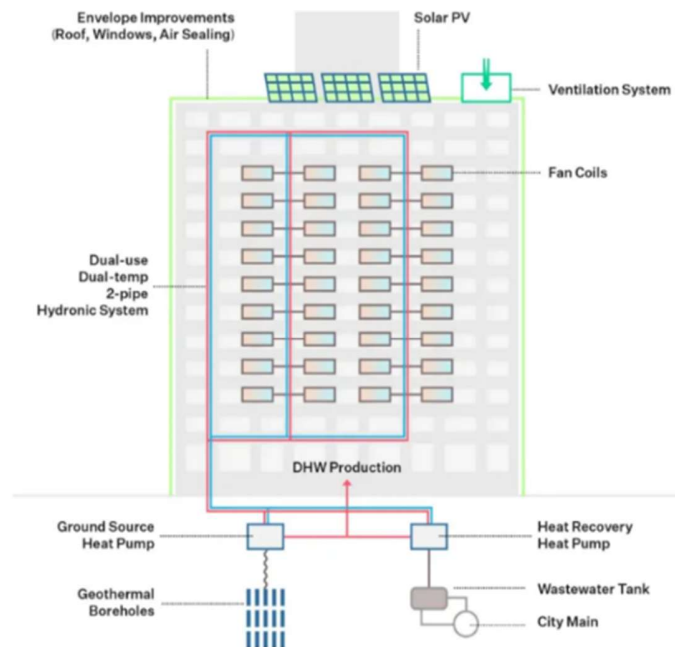 Envelope Improvements
(Roof, Windows, Air Sealing)
Solar PV
Ventilation System
Fan Coils
Dual-use
Dual-temp
2-pipe
Hydronic System
DHW Production
Ground Source
Heat Pump
Heat Recovery
Heat Pump
Geothermal
Boreholes
Wastewater Tank
City Main